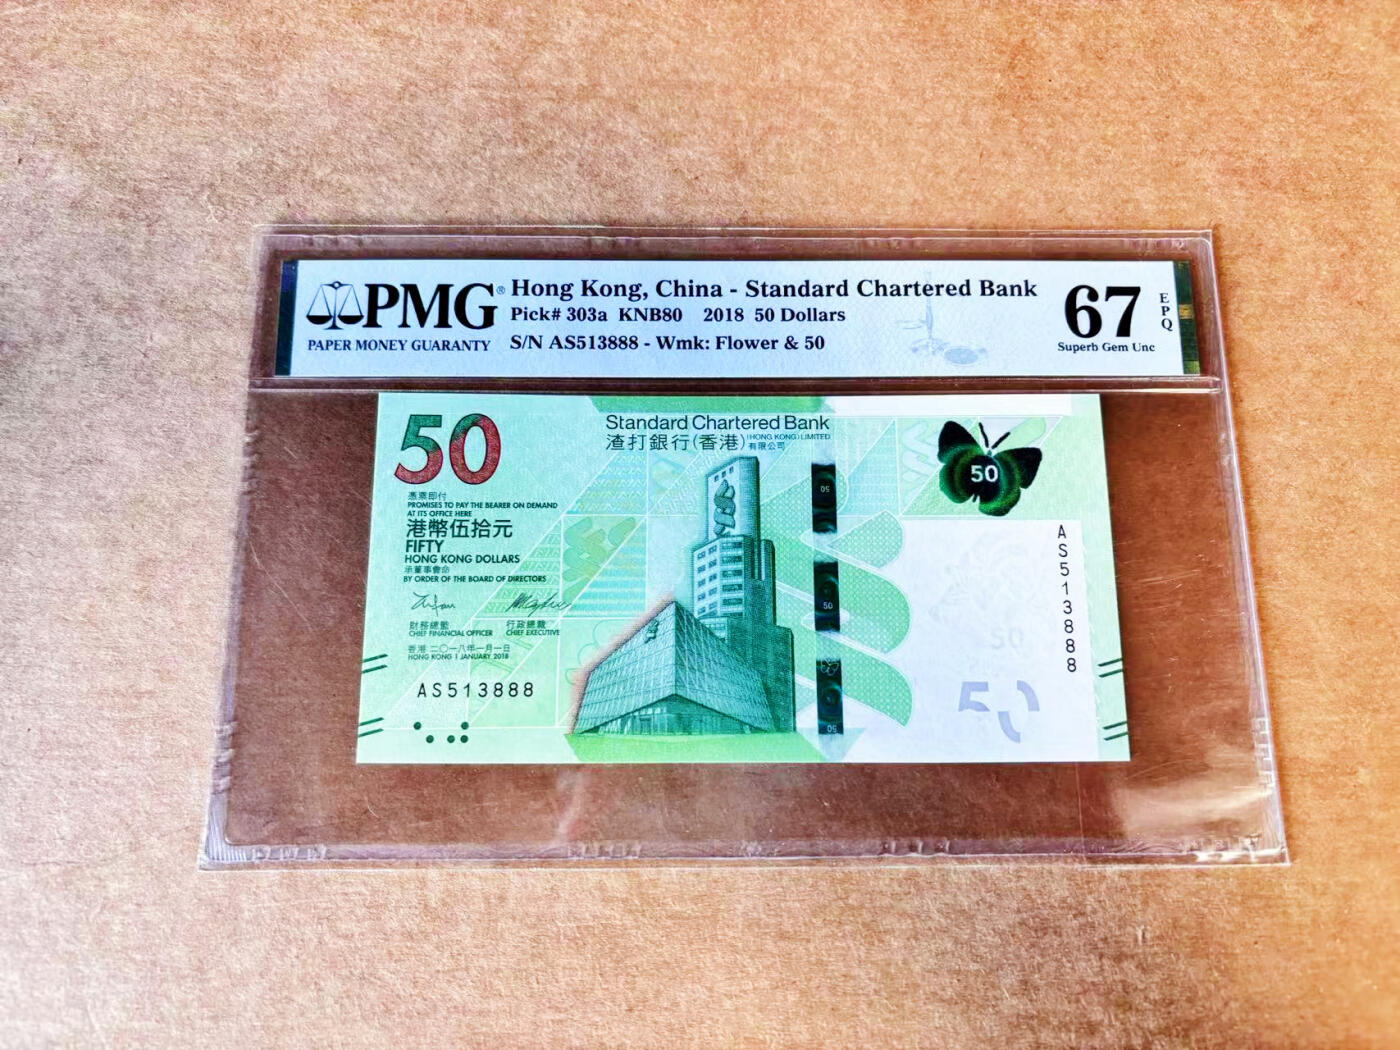 PMG®
PAPER MONEY GUARANTY
Hong Kong, China - Standard Chartered Bank
Pick# 303a KNB80 2018 50 Dollars
S/N AS513888 - Wmk: Flower & 50
67
EPQ
Superb Gem Unc
50
憑票即付
PROMISES TO PAY THE BEARER ON DEMAND
AT ITS OFFICE HERE
港幣伍拾元
FIFTY
HONG KONG DOLLARS
承董事會命
BY ORDER OF THE BOARD OF DIRECTORS
財務總監
CHIEF FINANCIAL OFFICER
行政總裁
CHIEF EXECUTIVE
香港 二〇一八年一月一日
HONG KONG 1 JANUARY 2018
AS513888
Standard Chartered Bank
渣打銀行(香港)
(HONG KONG) LIMITED
有限公司
50
50
50
50
AS513888
50
50